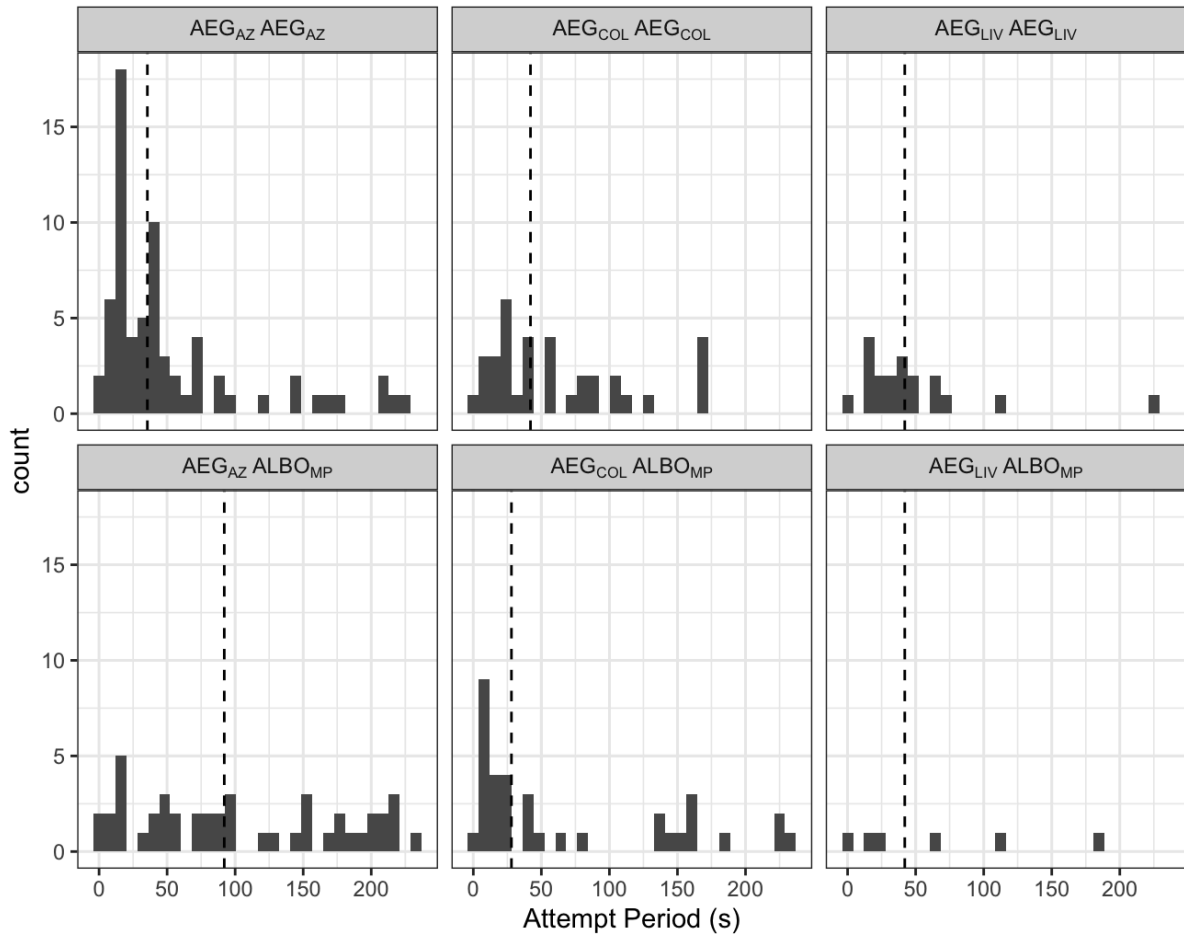 AEG_AZ AEG_AZ AEG_COL AEG_COL AEG_LIV AEG_LIV
15
10
5
0
AEG_AZ ALBO_MP AEG_COL ALBO_MP AEG_LIV ALBO_MP
15
10
5
0
count
0 50 100 150 200 0 50 100 150 200 0 50 100 150 200
Attempt Period (s)